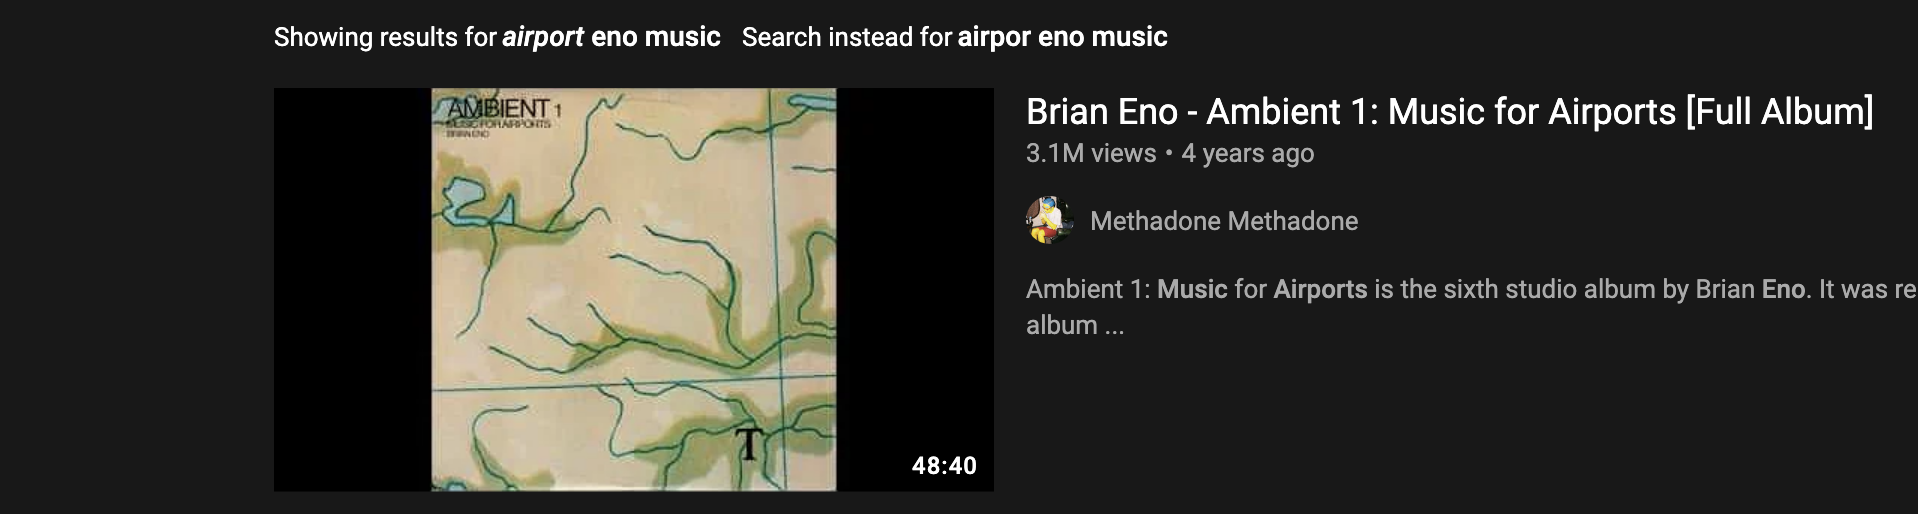 Showing results for airport eno music Search instead for airpor eno music
AMBIENT 1
MUSIC FOR AIRPORTS
BRIAN ENO
T
48:40
Brian Eno - Ambient 1: Music for Airports [Full Album]
3.1M views • 4 years ago
Methadone Methadone
Ambient 1: Music for Airports is the sixth studio album by Brian Eno. It was re
album ...